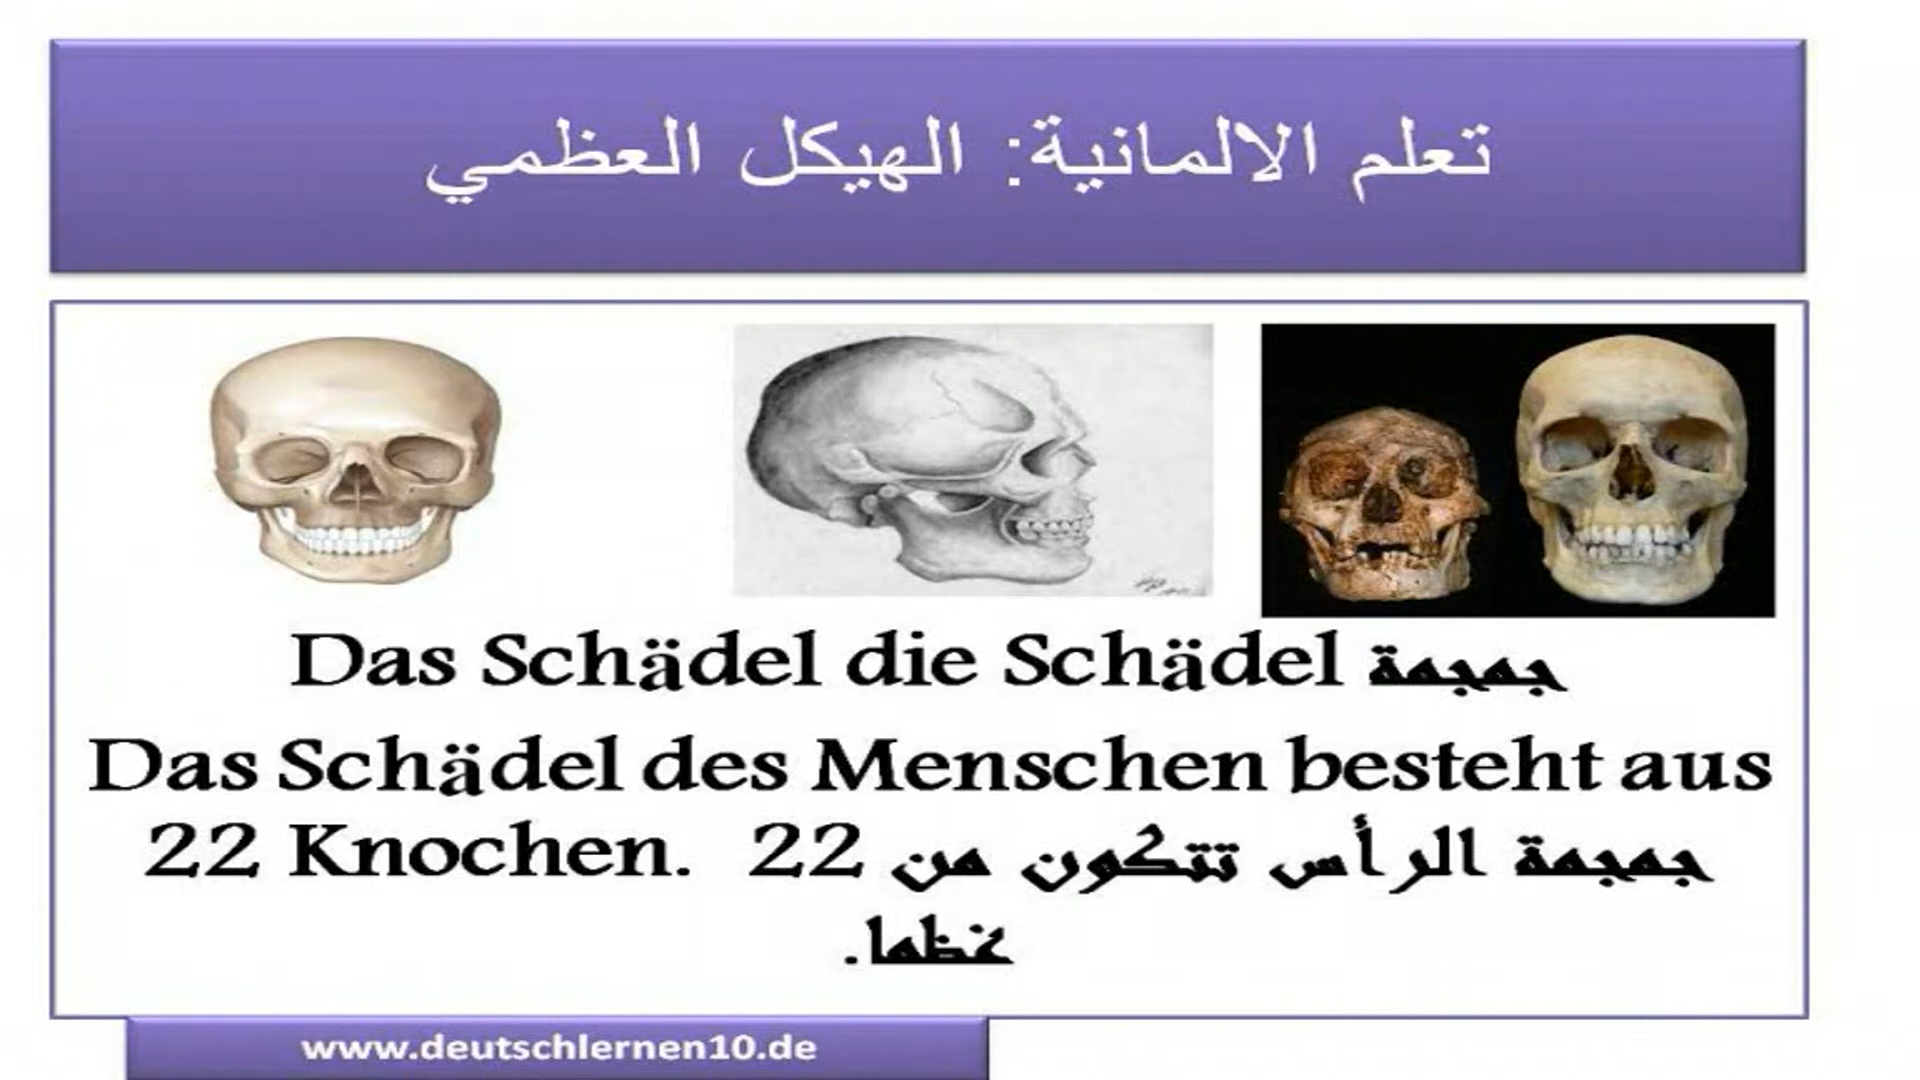 تعلم الالمانية: الهيكل العظمي
Das Schädel die Schädel جمجمة
Das Schädel des Menschen besteht aus
22 Knochen. جمجمة الرأس تتكون من 22
غظما.
www.deutschlernen10.de